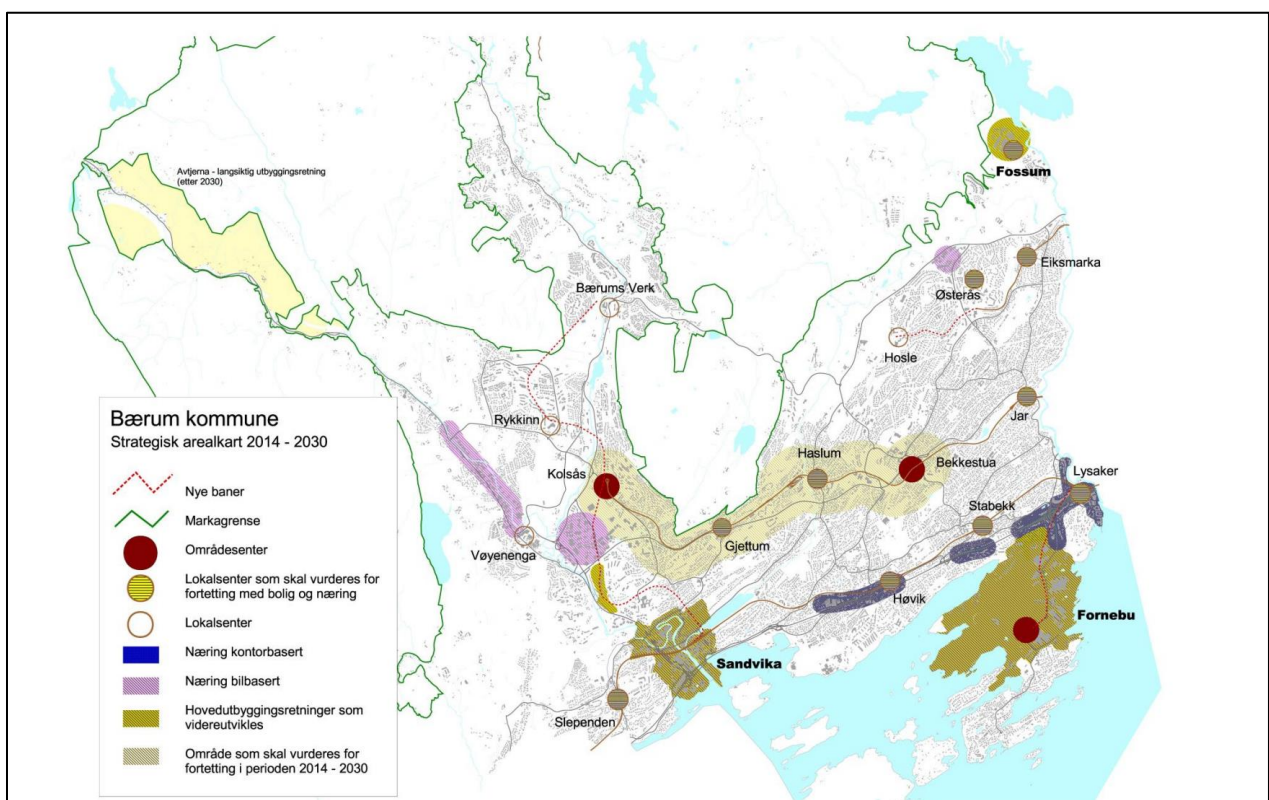 Avtjerna - langsiktig utbyggingsretning
(etter 2030)
Fossum
Eiksmarka
Østerås
Bærums Verk
Hosle
Jar
Rykkinn
Kolsås
Haslum
Bekkestua
Lysaker
Stabekk
Vøyenenga
Gjettum
Høvik
Fornebu
Sandvika
Slependen
Bærum kommune
Strategisk arealkart 2014 - 2030
Nye baner
Markagrense
Områdesenter
Lokalsenter som skal vurderes for
fortetting med bolig og næring
Lokalsenter
Næring kontorbasert
Næring bilbasert
Hovedutbyggingsretninger som
videreutvikles
Område som skal vurderes for
fortetting i perioden 2014 - 2030